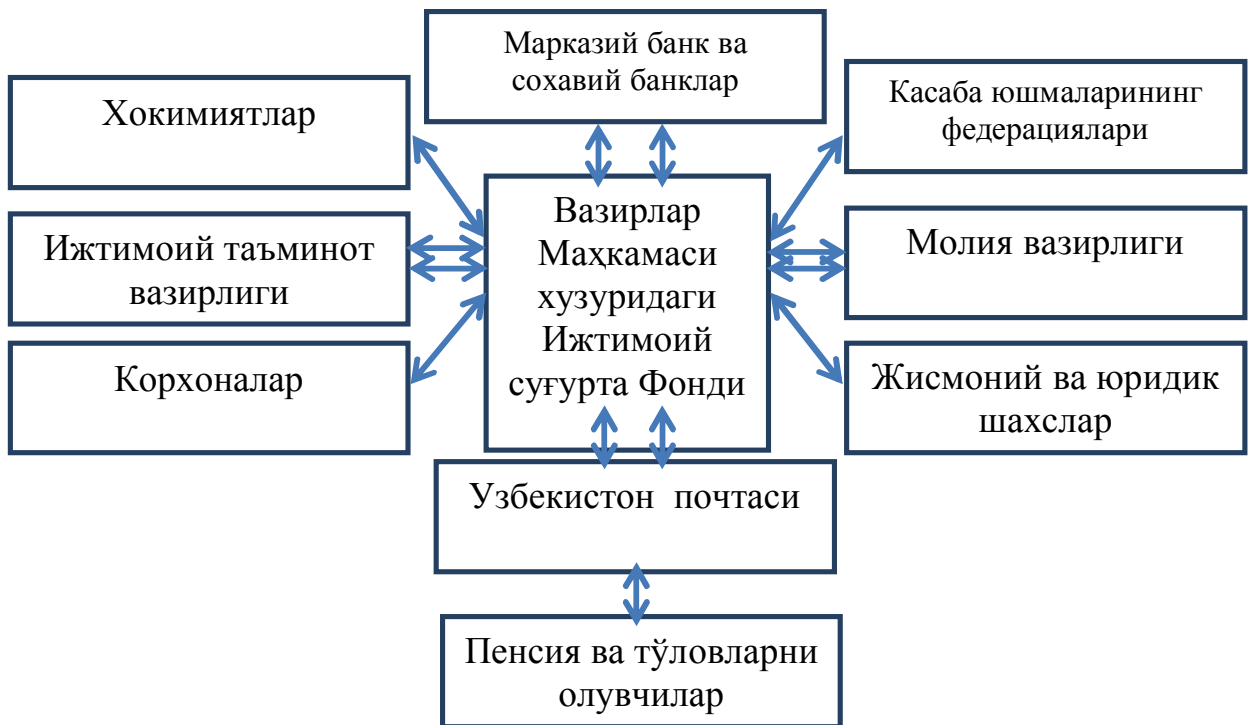 Марказий банк ва
сохавий банклар
Хокимиятлар
Касаба юшмаларининг
федерациялари
Вазирлар
Маҳкамаси
хузуридаги
Ижтимоий
суғурта Фонди
Ижтимоий таъминот
вазирлиги
Молия вазирлиги
Корхоналар
Жисмоний ва юридик
шахслар
Узбекистон почтаси
Пенсия ва тўловларни
олувчилар